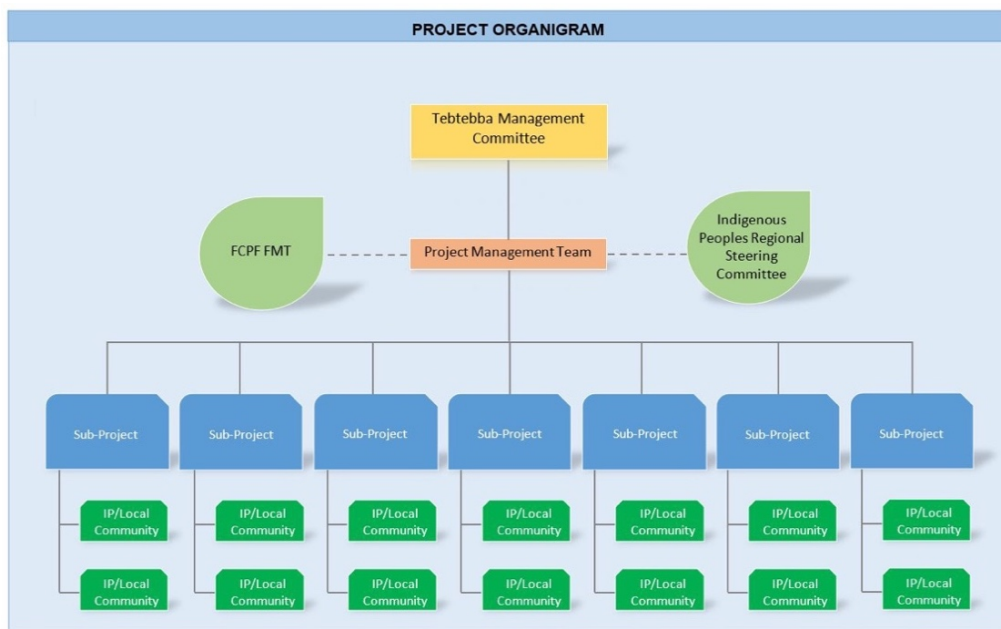 PROJECT ORGANIGRAM
Tebtebba Management
Committee
FCPF FMT
Project Management Team
Indigenous
Peoples Regional
Steering
Committee
Sub-Project
Sub-Project
Sub-Project
Sub-Project
Sub-Project
Sub-Project
Sub-Project
IP/Local
Community
IP/Local
Community
IP/Local
Community
IP/Local
Community
IP/Local
Community
IP/Local
Community
IP/Local
Community
IP/Local
Community
IP/Local
Community
IP/Local
Community
IP/Local
Community
IP/Local
Community
IP/Local
Community
IP/Local
Community